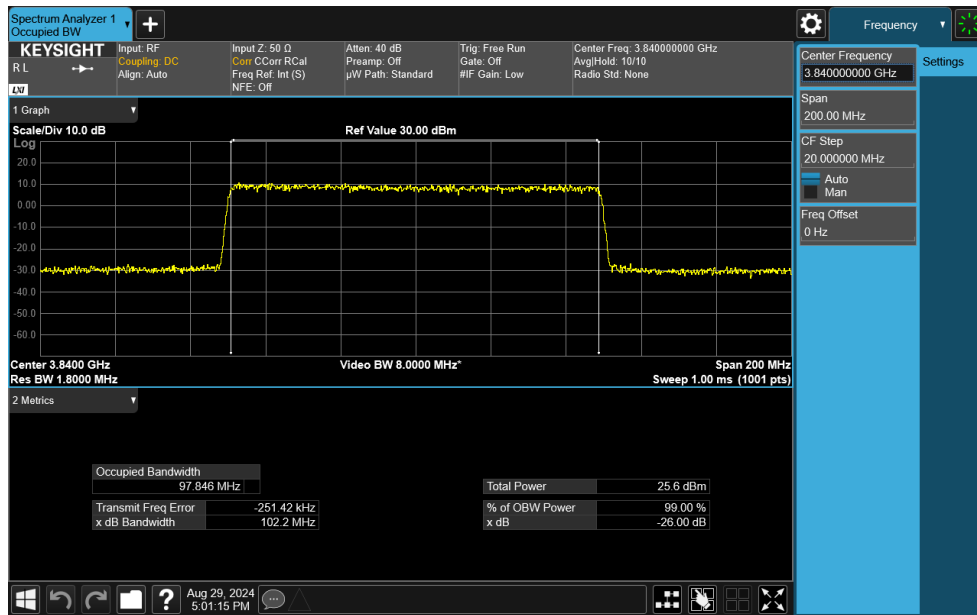 Spectrum Analyzer 1
Occupied BW
+
Frequency
KEYSIGHT
R L
LXI
Input: RF
Coupling: DC
Align: Auto
Input Z: 50 Ω
Corr CCorr RCal
Freq Ref: Int (S)
NFE: Off
Atten: 40 dB
Preamp: Off
µW Path: Standard
Trig: Free Run
Gate: Off
#IF Gain: Low
Center Freq: 3.840000000 GHz
Avg|Hold: 10/10
Radio Std: None
Center Frequency
3.840000000 GHz
Settings
Span
200.00 MHz
CF Step
20.000000 MHz
Auto
Man
Freq Offset
0 Hz
1 Graph
Scale/Div 10.0 dB
Ref Value 30.00 dBm
Log
20.0
10.0
0.00
-10.0
-20.0
-30.0
-40.0
-50.0
-60.0
Center 3.8400 GHz
Video BW 8.0000 MHz*
Span 200 MHz
Res BW 1.8000 MHz
Sweep 1.00 ms (1001 pts)
2 Metrics
Occupied Bandwidth
97.846 MHz
Total Power 25.6 dBm
Transmit Freq Error -251.42 kHz
% of OBW Power 99.00 %
x dB Bandwidth 102.2 MHz
x dB -26.00 dB
?
Aug 29, 2024
5:01:15 PM